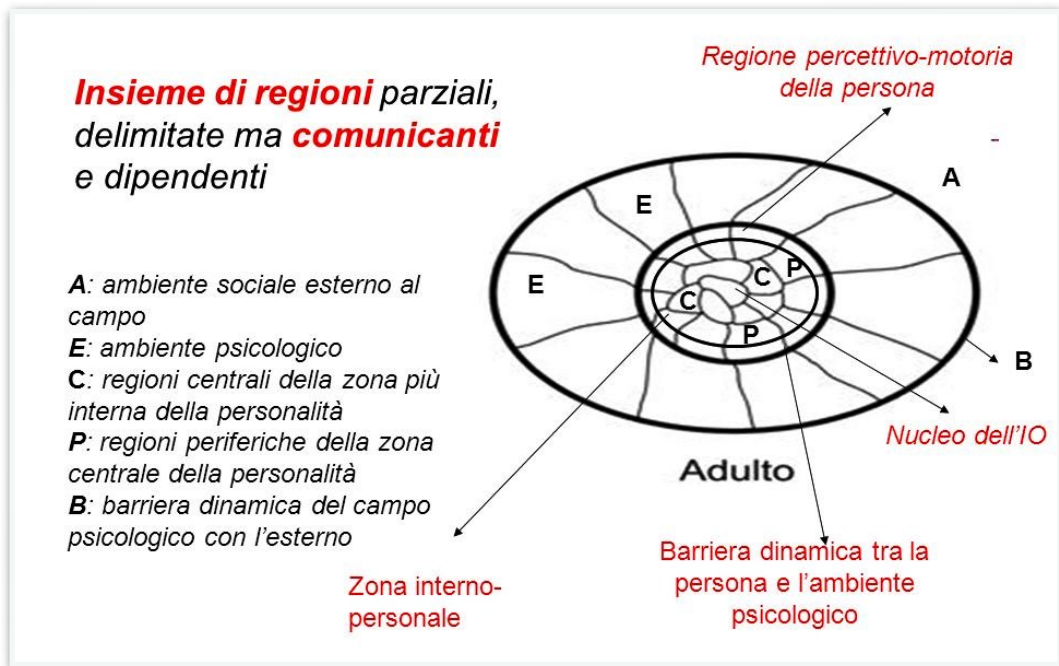 Insieme di regioni parziali,
delimitate ma comunicanti
e dipendenti
A: ambiente sociale esterno al
campo
E: ambiente psicologico
C: regioni centrali della zona più
interna della personalità
P: regioni periferiche della zona
centrale della personalità
B: barriera dinamica del campo
psicologico con l'esterno
Regione percettivo-motoria
della persona
-
A
E
E
P
C
C
P
B
Nucleo dell'IO
Adulto
Zona interno-
personale
Barriera dinamica tra la
persona e l'ambiente
psicologico